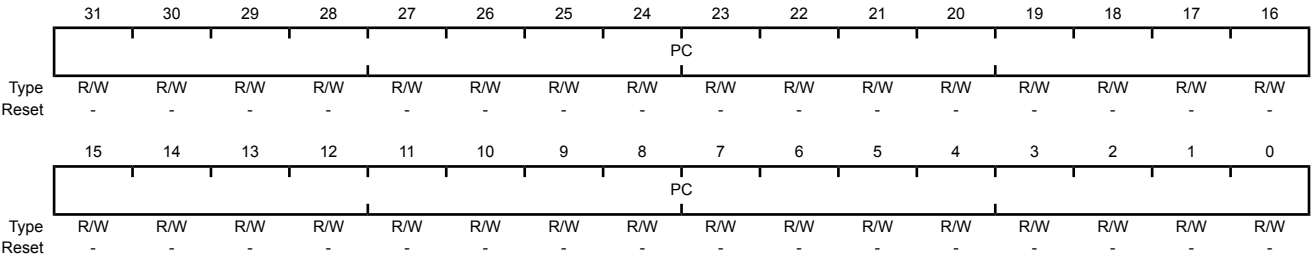 31 30 29 28 27 26 25 24 23 22 21 20 19 18 17 16
PC
Type R/W R/W R/W R/W R/W R/W R/W R/W R/W R/W R/W R/W R/W R/W R/W R/W
Reset - - - - - - - - - - - - - - - -
15 14 13 12 11 10 9 8 7 6 5 4 3 2 1 0
PC
Type R/W R/W R/W R/W R/W R/W R/W R/W R/W R/W R/W R/W R/W R/W R/W R/W
Reset - - - - - - - - - - - - - - - -